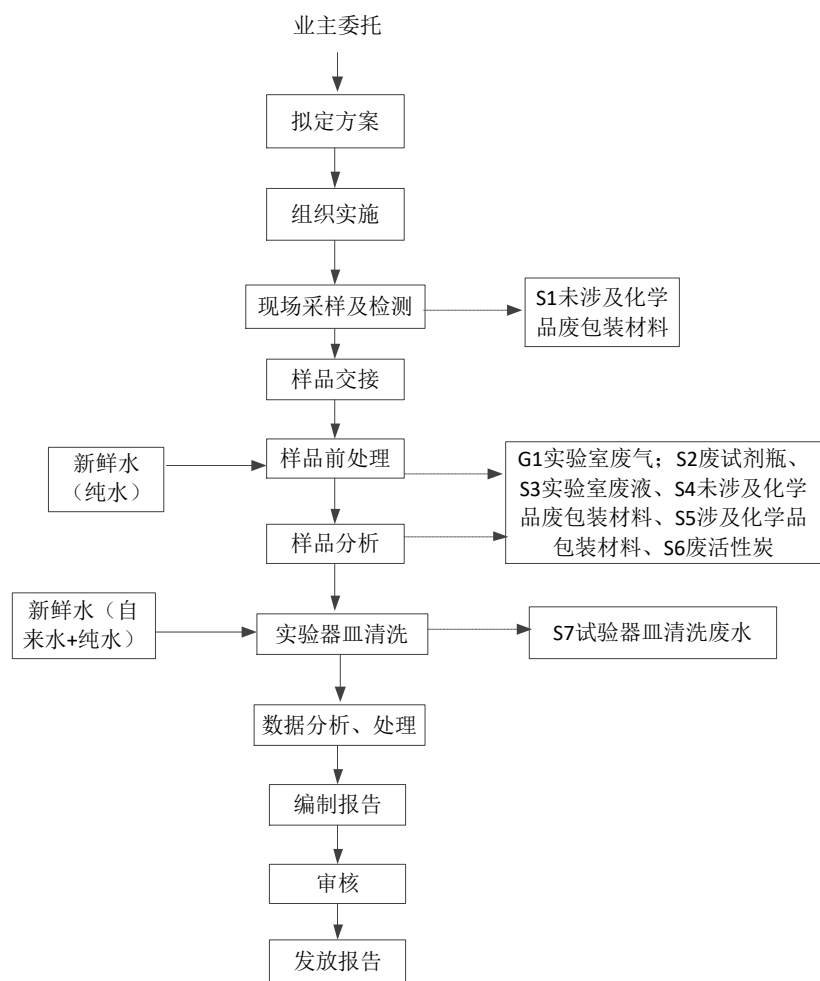 业主委托
拟定方案
组织实施
现场采样及检测
S1未涉及化学
品废包装材料
样品交接
新鲜水
（纯水）
样品前处理
G1实验室废气；S2废试剂瓶、
S3实验室废液、S4未涉及化学
品废包装材料、S5涉及化学品
包装材料、S6废活性炭
样品分析
新鲜水（自
来水+纯水）
实验器皿清洗
S7试验器皿清洗废水
数据分析、处理
编制报告
审核
发放报告